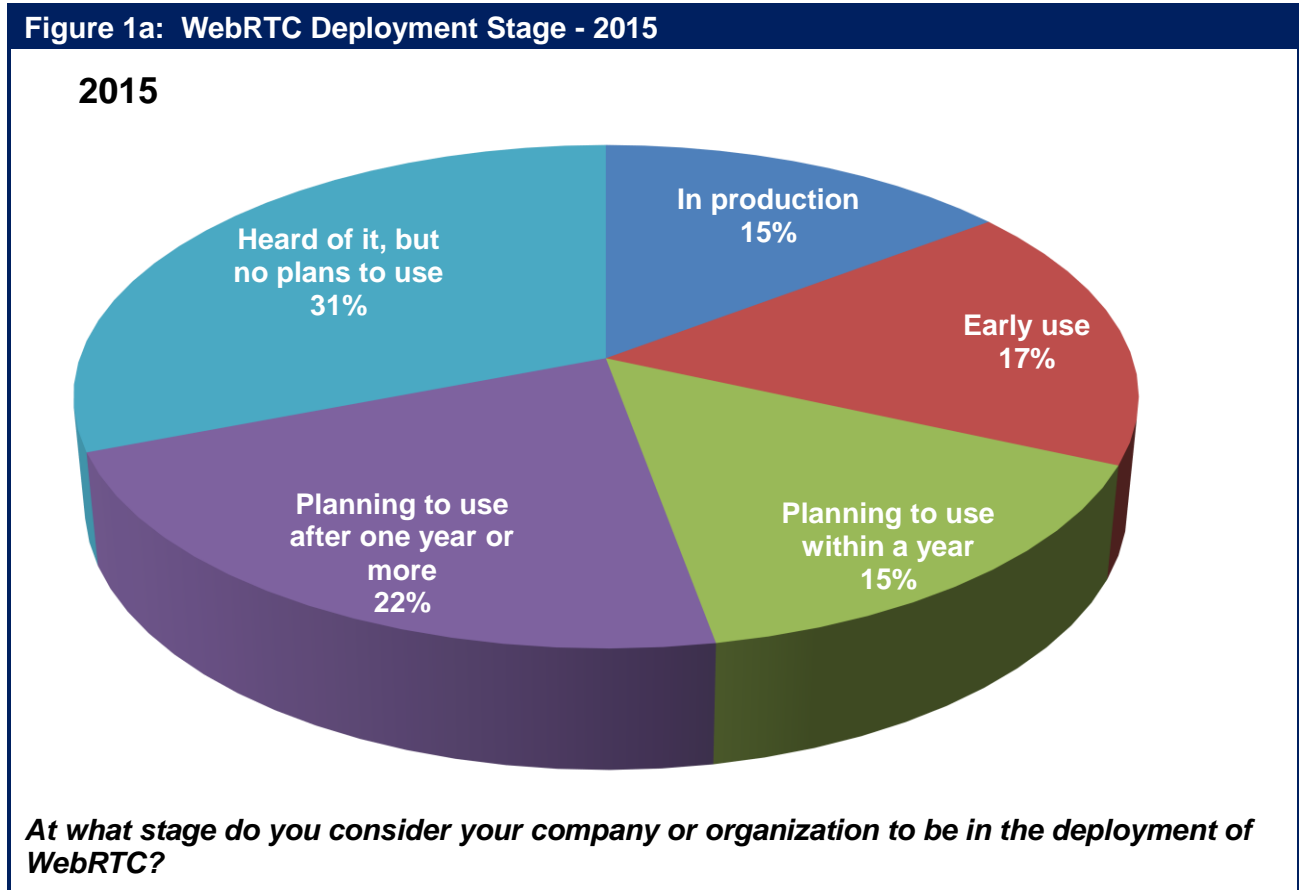 Figure 1a:  WebRTC Deployment Stage - 2015
2015
In production
15%
Early use
17%
Planning to use
within a year
15%
Planning to use
after one year or
more
22%
Heard of it, but
no plans to use
31%
At what stage do you consider your company or organization to be in the deployment of
WebRTC?